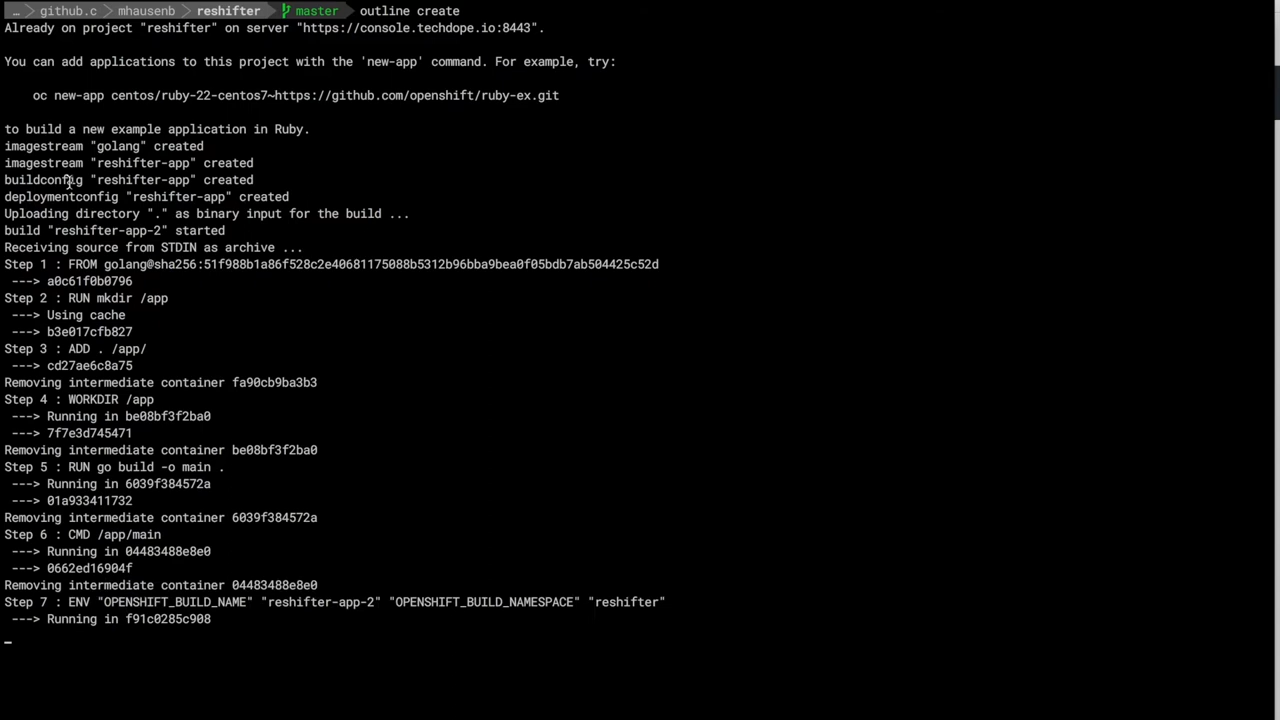 … github.c mhausenb reshifter master outline create
Already on project "reshifter" on server "https://console.techdope.io:8443".
You can add applications to this project with the 'new-app' command. For example, try:
oc new-app centos/ruby-22-centos7~https://github.com/openshift/ruby-ex.git
to build a new example application in Ruby.
imagestream "golang" created
imagestream "reshifter-app" created
buildconfig "reshifter-app" created
deploymentconfig "reshifter-app" created
Uploading directory "." as binary input for the build ...
build "reshifter-app-2" started
Receiving source from STDIN as archive ...
Step 1 : FROM golang@sha256:51f988b1a86f528c2e40681175088b5312b96bba9bea0f05bdb7ab504425c52d
---> a0c61f0b0796
Step 2 : RUN mkdir /app
---> Using cache
---> b3e017cfb827
Step 3 : ADD . /app/
---> cd27ae6c8a75
Removing intermediate container fa90cb9ba3b3
Step 4 : WORKDIR /app
---> Running in be08bf3f2ba0
---> 7f7e3d745471
Removing intermediate container be08bf3f2ba0
Step 5 : RUN go build -o main .
---> Running in 6039f384572a
---> 01a933411732
Removing intermediate container 6039f384572a
Step 6 : CMD /app/main
---> Running in 04483488e8e0
---> 0662ed16904f
Removing intermediate container 04483488e8e0
Step 7 : ENV "OPENSHIFT_BUILD_NAME" "reshifter-app-2" "OPENSHIFT_BUILD_NAMESPACE" "reshifter"
---> Running in f91c0285c908